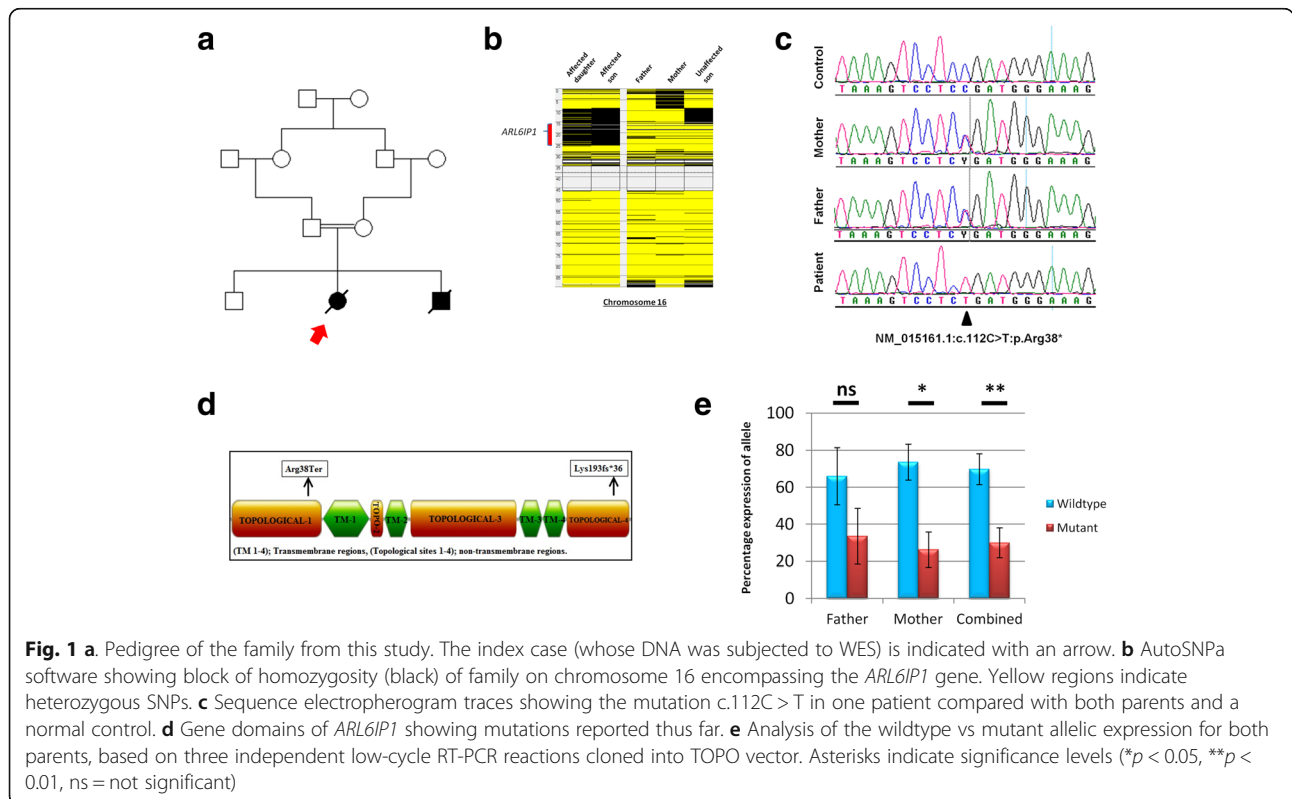 a
b
Affected daughter
Affected son
Father
Mother
Unaffected son
ARL6IP1
Chromosome 16
c
Control
T A A A G T C C T C C G A T G G G A A A G
Mother
T A A A G T C C T C Y G A T G G G A A A G
Father
T A A A G T C C T C Y G A T G G G A A A G
Patient
T A A A G T C C T C T G A T G G G A A A G
NM_015161.1:c.112C>T:p.Arg38*
d
Arg38Ter
Lys193fs*36
TOPOLOGICAL-1
TM-1
TM-2
TOPOLOGICAL-3
TM-3
TM-4
TOPOLOGICAL-4
(TM 1-4); Transmembrane regions, (Topological sites 1-4); non-transmembrane regions.
e
ns
*
**
Percentage expression of allele
100
80
60
40
20
0
Father
Mother
Combined
Wildtype
Mutant
Fig. 1 a. Pedigree of the family from this study. The index case (whose DNA was subjected to WES) is indicated with an arrow. b AutoSNPa
software showing block of homozygosity (black) of family on chromosome 16 encompassing the ARL6IP1 gene. Yellow regions indicate
heterozygous SNPs. c Sequence electropherogram traces showing the mutation c.112C > T in one patient compared with both parents and a
normal control. d Gene domains of ARL6IP1 showing mutations reported thus far. e Analysis of the wildtype vs mutant allelic expression for both
parents, based on three independent low-cycle RT-PCR reactions cloned into TOPO vector. Asterisks indicate significance levels (*p < 0.05, **p <
0.01, ns = not significant)